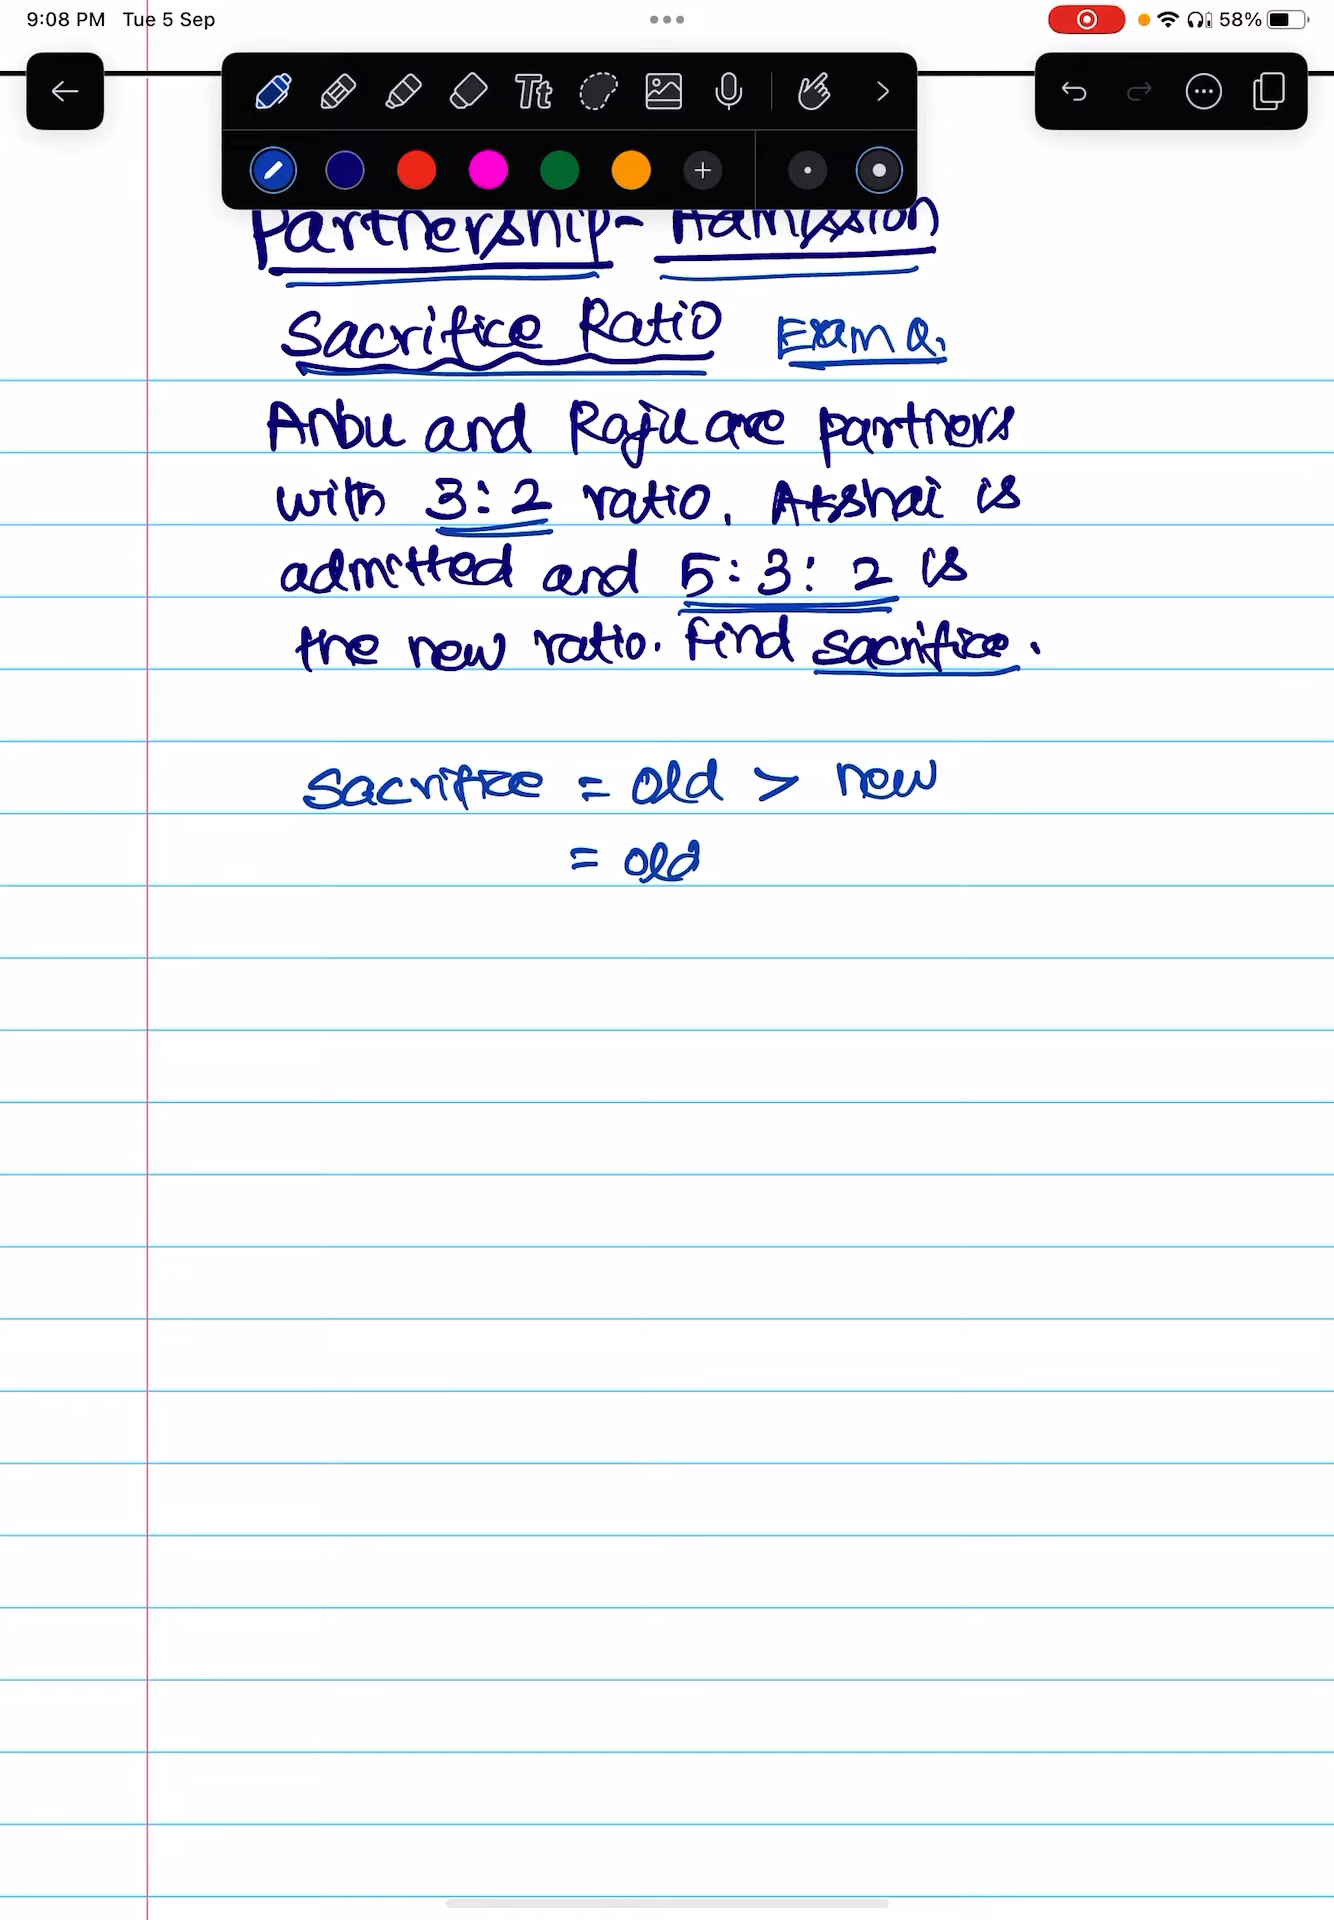 9:08 PM Tue 5 Sep
58%
Tt
Partnership- Admission
Sacrifice Ratio Exam Q.
Anbu and Raju are partners
with 3:2 ratio. Akshai is
admitted and 5:3:2 is
the new ratio. Find sacrifice.
Sacrifice = old > new
= old